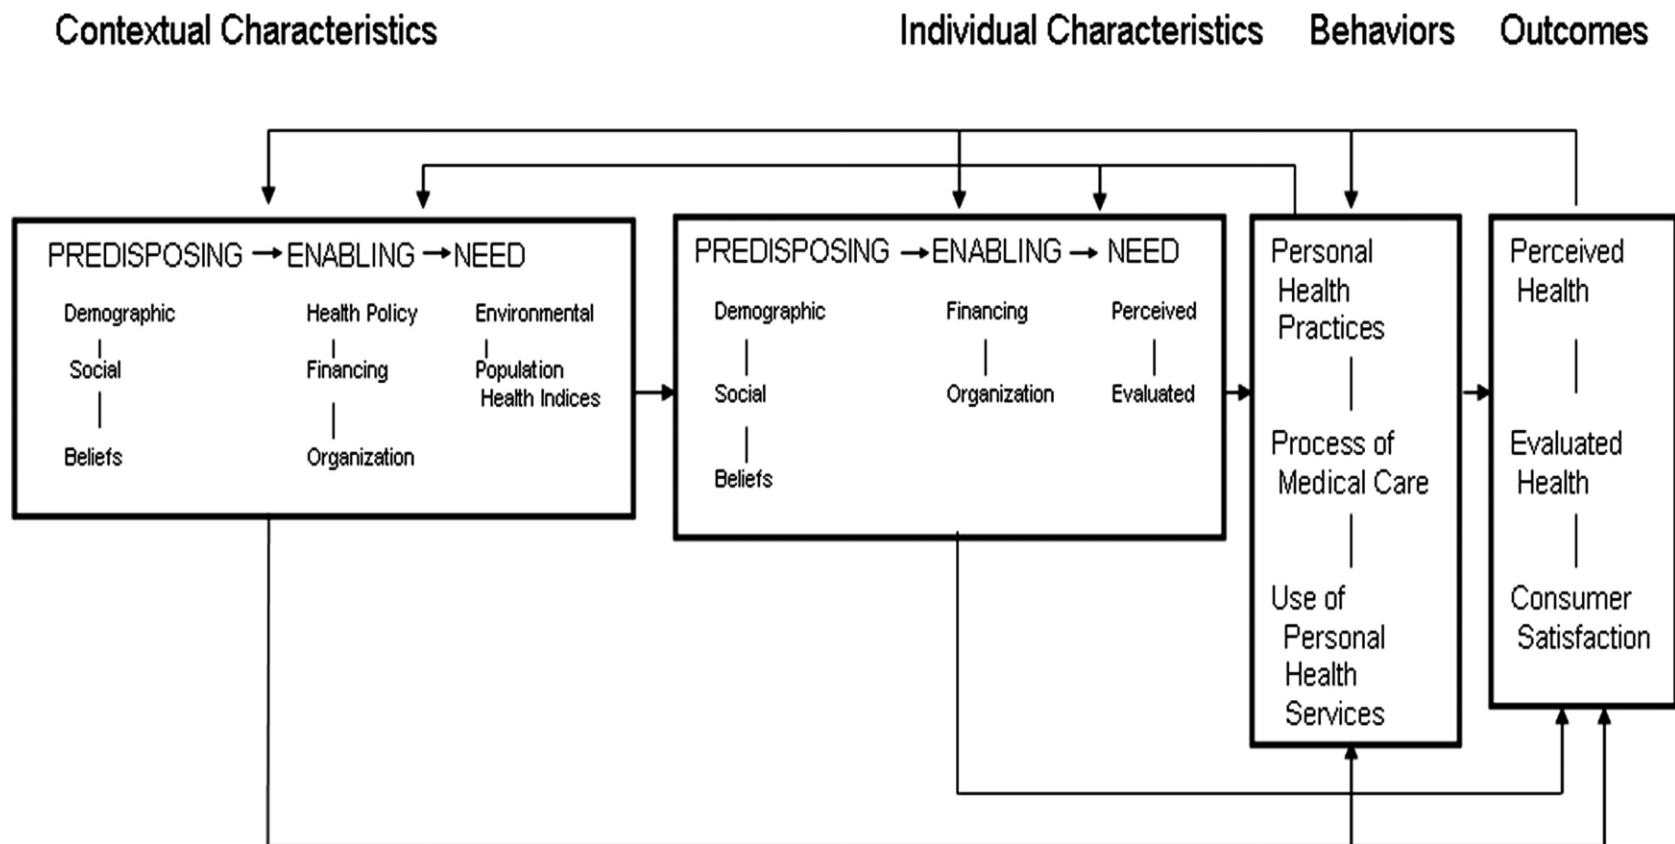 Contextual Characteristics
Individual Characteristics
Behaviors
Outcomes
PREDISPOSING
ENABLING
NEED
Demographic
Social
Beliefs
Health Policy
Financing
Organization
Environmental
Population
Health Indices
PREDISPOSING
ENABLING
NEED
Demographic
Social
Beliefs
Financing
Organization
Perceived
Evaluated
Personal
Health
Practices
Process of
Medical Care
Use of
Personal
Health
Services
Perceived
Health
Evaluated
Health
Consumer
Satisfaction